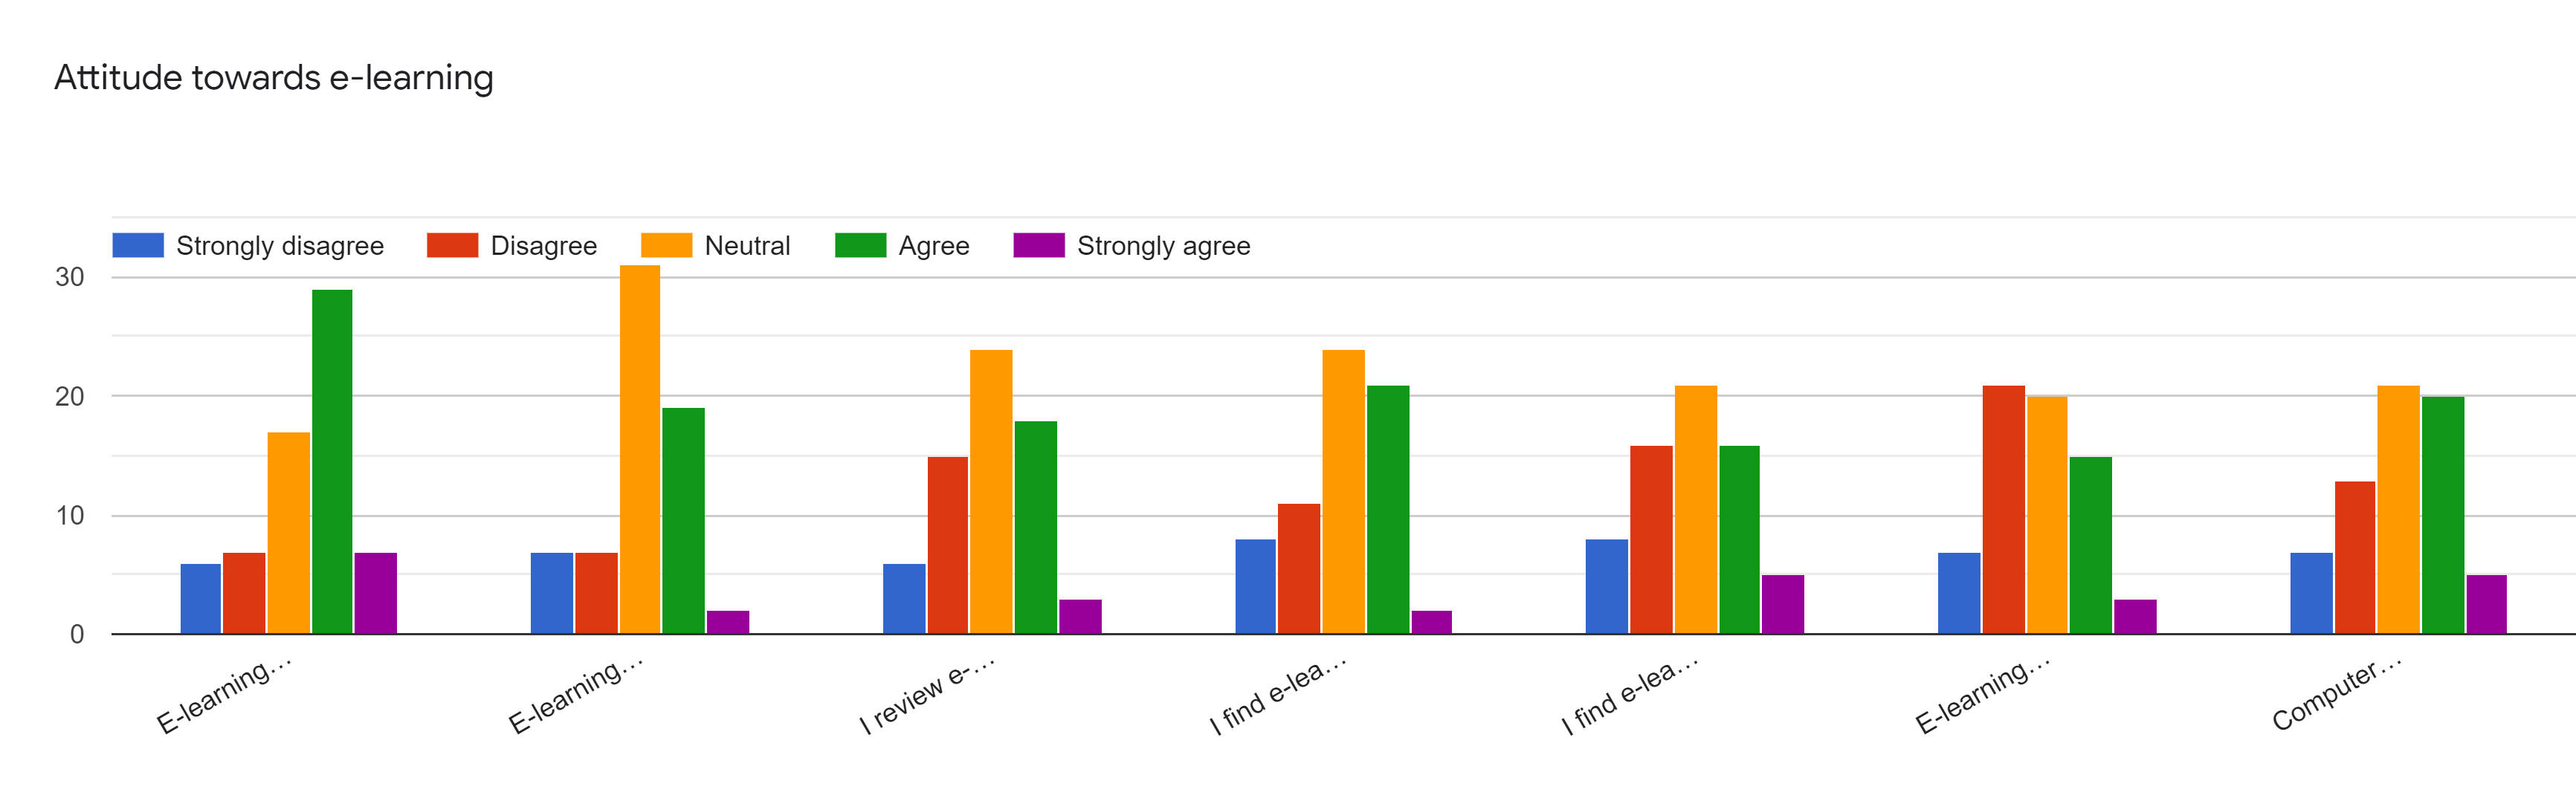 Attitude towards e-learning
Strongly disagree Disagree Neutral Agree Strongly agree
30
20
10
0
E-learning… E-learning… I review e-… I find e-lea… I find e-lea… E-learning… Computer…